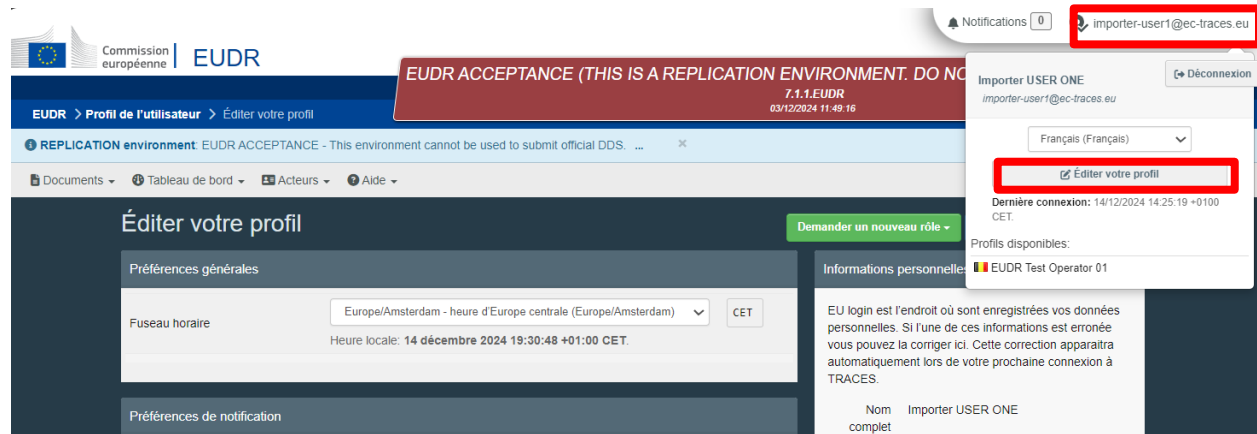 Notifications 0
importer-user1@ec-traces.eu
Commission
européenne
EUDR
EUDR ACCEPTANCE (THIS IS A REPLICATION ENVIRONMENT. DO NO
7.1.1.EUDR
03/12/2024 11:49:16
Importer USER ONE
Déconnexion
importer-user1@ec-traces.eu
EUDR > Profil de l'utilisateur > Éditer votre profil
Français (Français)
REPLICATION environment: EUDR ACCEPTANCE - This environment cannot be used to submit official DDS. ... ×
Éditer votre profil
Documents Tableau de bord Acteurs Aide
Dernière connexion: 14/12/2024 14:25:19 +0100
CET.
Éditer votre profil
Demander un nouveau rôle
Profils disponibles:
EUDR Test Operator 01
Préférences générales
Informations personnelles
Fuseau horaire
Europe/Amsterdam - heure d'Europe centrale (Europe/Amsterdam)
CET
Heure locale: 14 décembre 2024 19:30:48 +01:00 CET.
EU login est l'endroit où sont enregistrées vos données
personnelles. Si l'une de ces informations est erronée
vous pouvez la corriger ici. Cette correction apparaitra
automatiquement lors de votre prochaine connexion à
TRACES.
Préférences de notification
Nom Importer USER ONE
complet